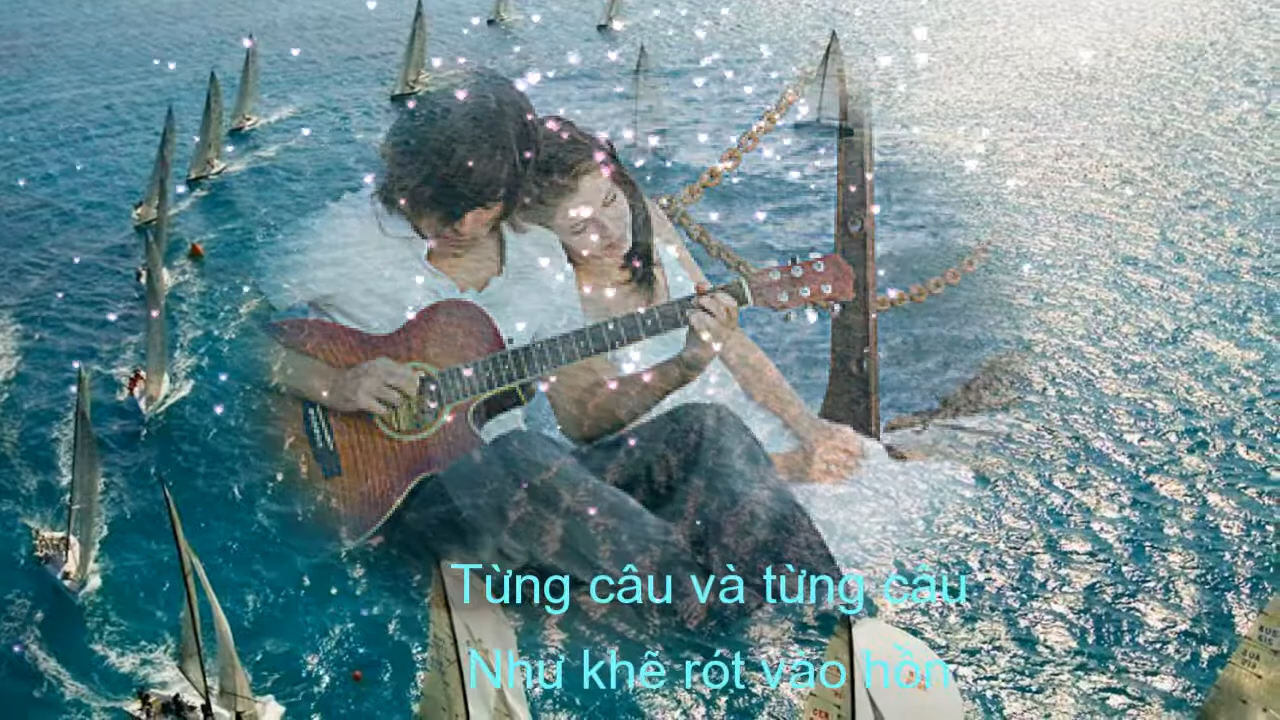 Từng câu và từng câu
Như khẽ rót vào hồn